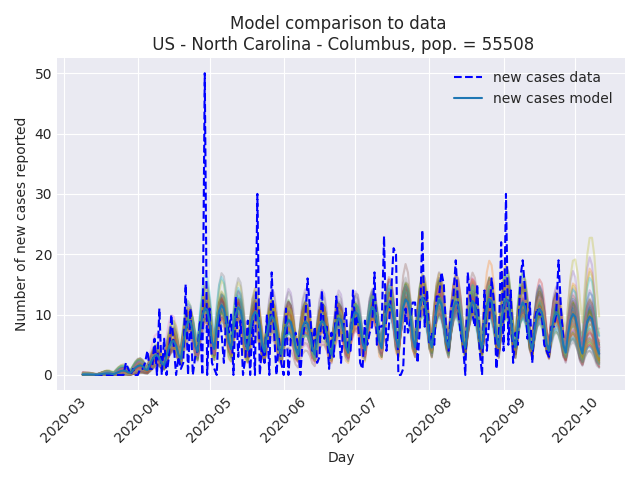 Model comparison to data
US - North Carolina - Columbus, pop. = 55508
new cases data
new cases model
Number of new cases reported
50
40
30
20
10
0
2020-03
2020-04
2020-05
2020-06
2020-07
2020-08
2020-09
2020-10
Day